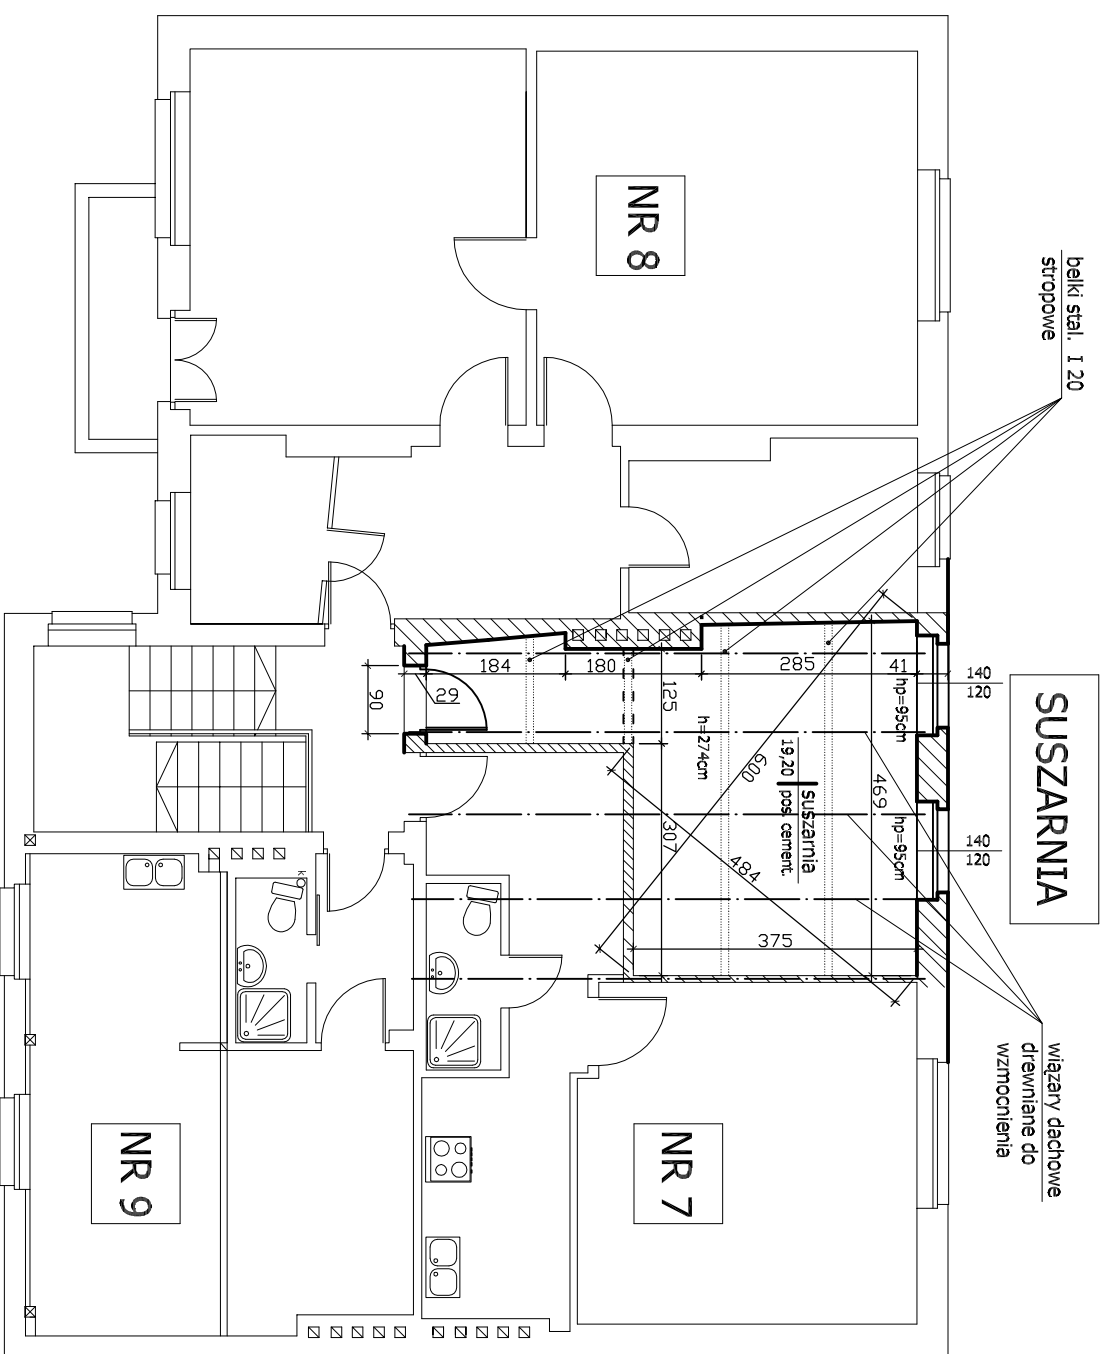 SUSZARNIA
belki stal. I 20
stropowe
wiązary dachowe
drewniane do
wzmocnienia
NR 8
NR 7
NR 9
140
120
140
120
hp=95cm
hp=95cm
41
285
180
184
125
469
h=274cm
600
484
307
375
29
90
suszarnia
19,20
pos. cement.
K